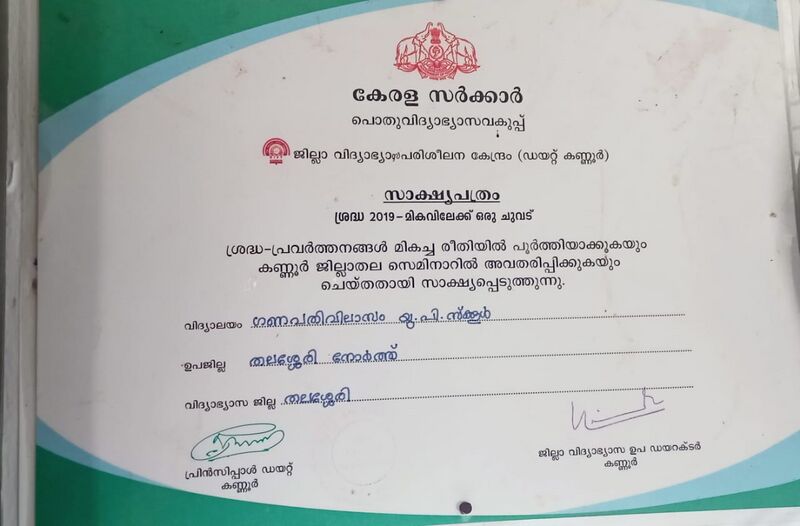 കേരള സർക്കാർ
പൊതുവിദ്യാഭ്യാസവകുപ്പ്
ജില്ലാ വിദ്യാഭ്യാസപരിശീലന കേന്ദ്രം (ഡയറ്റ് കണ്ണൂർ)
സാക്ഷ്യപത്രം
ശ്രദ്ധ 2019 – മികവിലേക്ക് ഒരു ചുവട്
ശ്രദ്ധ-പ്രവർത്തനങ്ങൾ മികച്ച രീതിയിൽ പൂർത്തിയാക്കുകയും
കണ്ണൂർ ജില്ലാതല സെമിനാറിൽ അവതരിപ്പിക്കുകയും
ചെയ്തതായി സാക്ഷ്യപ്പെടുത്തുന്നു.
വിദ്യാലയം ഗണപതിവിലാസം യു.പി.സ്ക്കൂൾ
ഉപജില്ല തലശ്ശേരി നോർത്ത്
വിദ്യാഭ്യാസ ജില്ല തലശ്ശേരി
പ്രിൻസിപ്പാൾ ഡയറ്റ്
കണ്ണൂർ
ജില്ലാ വിദ്യാഭ്യാസ ഉപ ഡയറക്ടർ
കണ്ണൂർ